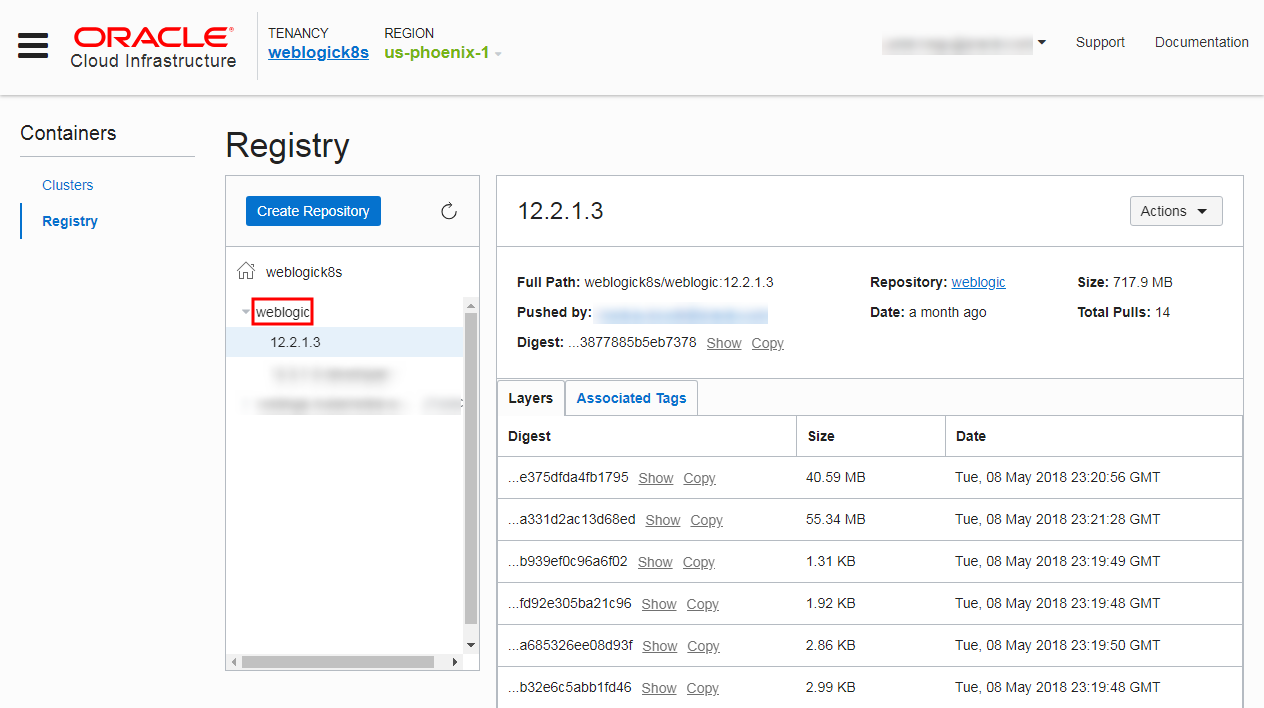 ORACLE®
Cloud Infrastructure
TENANCY
weblogick8s
REGION
us-phoenix-1
Support
Documentation
Containers
Clusters
Registry
Registry
Create Repository
weblogick8s
weblogic
12.2.1.3
12.2.1.3
Actions
Full Path: weblogick8s/weblogic:12.2.1.3
Repository: weblogic
Size: 717.9 MB
Pushed by:
Date: a month ago
Total Pulls: 14
Digest: ...3877885b5eb7378 Show Copy
Layers
Associated Tags
Digest Size Date
...e375dfda4fb1795 Show Copy 40.59 MB Tue, 08 May 2018 23:20:56 GMT
...a331d2ac13d68ed Show Copy 55.34 MB Tue, 08 May 2018 23:21:28 GMT
...b939ef0c96a6f02 Show Copy 1.31 KB Tue, 08 May 2018 23:19:49 GMT
...fd92e305ba21c96 Show Copy 1.92 KB Tue, 08 May 2018 23:19:48 GMT
...a685326ee08d93f Show Copy 2.86 KB Tue, 08 May 2018 23:19:50 GMT
...b32e6c5abb1fd46 Show Copy 2.99 KB Tue, 08 May 2018 23:19:48 GMT